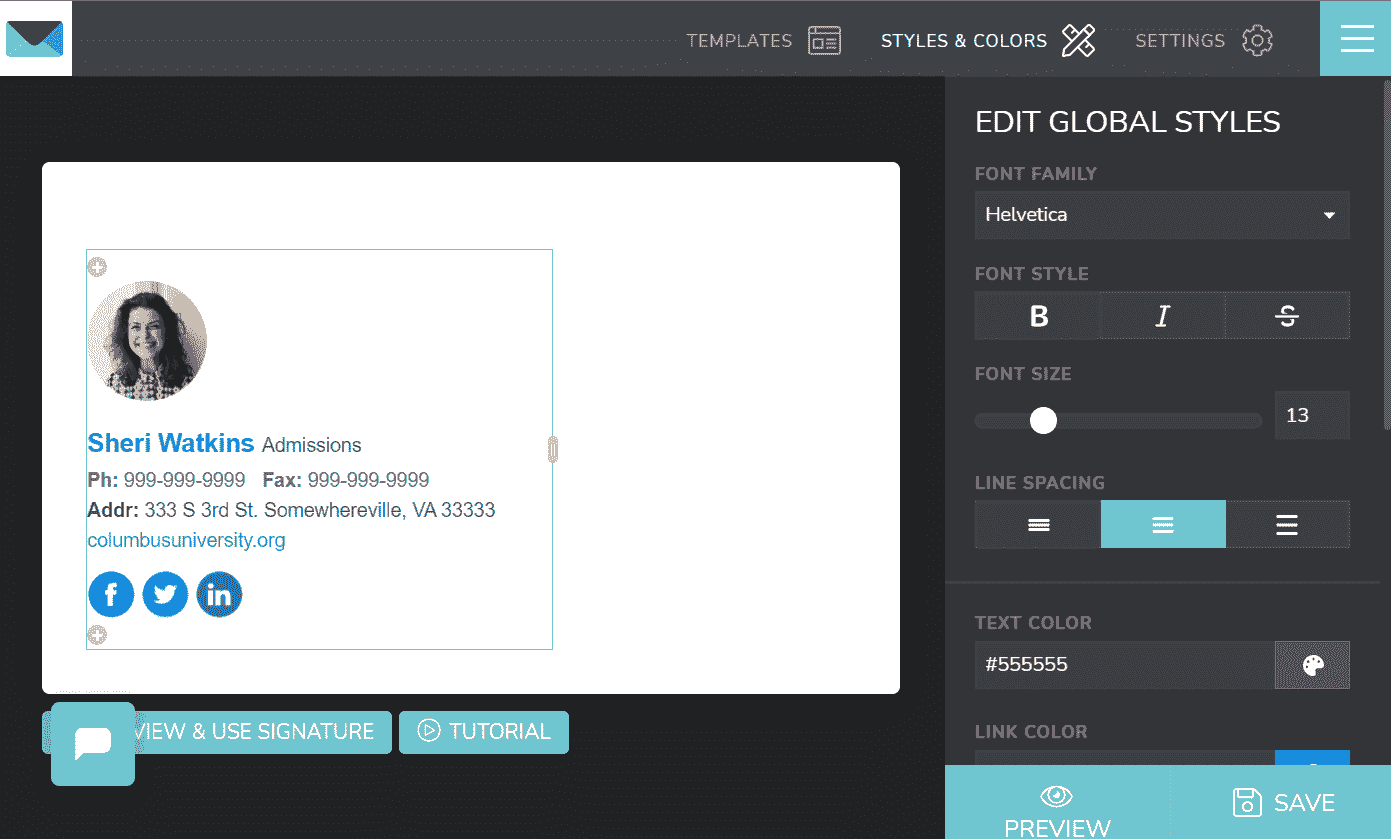 TEMPLATES
STYLES & COLORS
SETTINGS
Sheri Watkins Admissions
Ph: 999-999-9999 Fax: 999-999-9999
Addr: 333 S 3rd St. Somewhereville, VA 33333
columbusuniversity.org
f
in
& USE SIGNATURE
TUTORIAL
EDIT GLOBAL STYLES
FONT FAMILY
Helvetica
FONT STYLE
B I S
FONT SIZE
13
LINE SPACING
TEXT COLOR
#555555
LINK COLOR
PREVIEW
SAVE